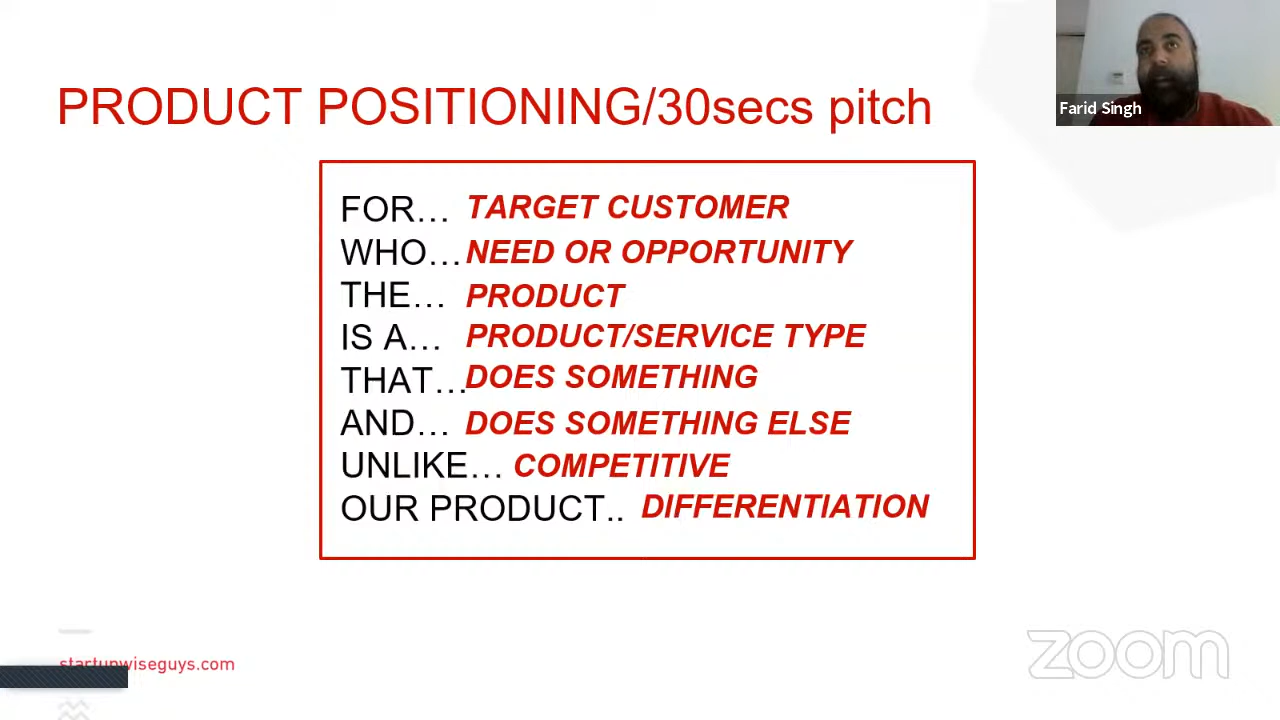 PRODUCT POSITIONING/30secs pitch
Farid Singh
FOR… TARGET CUSTOMER
WHO… NEED OR OPPORTUNITY
THE… PRODUCT
IS A… PRODUCT/SERVICE TYPE
THAT… DOES SOMETHING
AND… DOES SOMETHING ELSE
UNLIKE… COMPETITIVE
OUR PRODUCT.. DIFFERENTIATION
startupwiseguys.com
zoom